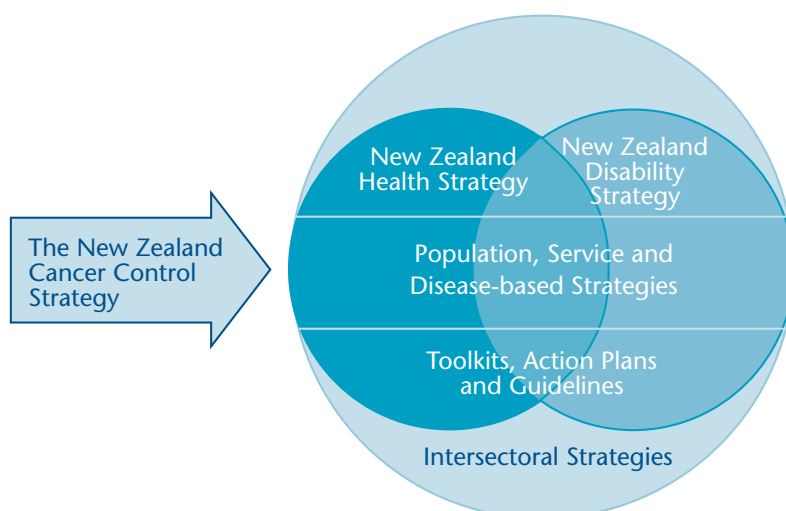 New Zealand
Health Strategy
New Zealand
Disability
Strategy
The New Zealand
Cancer Control
Strategy
Population, Service and
Disease-based Strategies
Toolkits, Action Plans
and Guidelines
Intersectoral Strategies